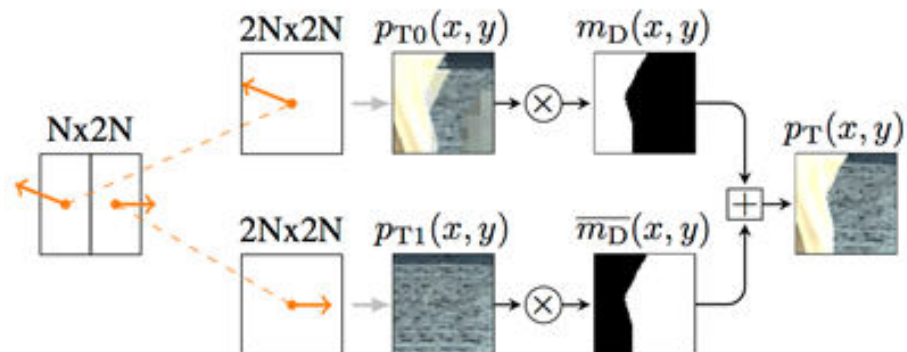 2Nx2N p_T0(x, y) m_D(x, y)
Nx2N
p_T(x, y)
2Nx2N p_T1(x, y) \overline{m_D}(x, y)